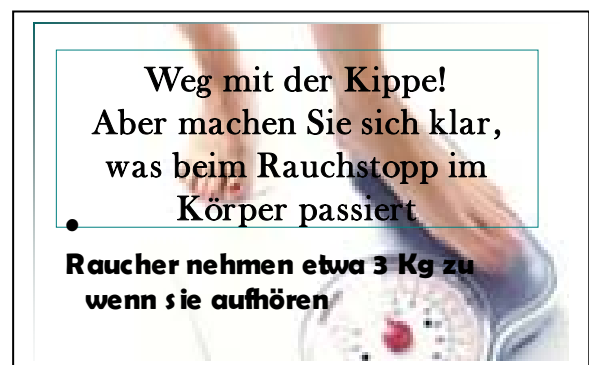 Weg mit der Kippe!
Aber machen Sie sich klar,
was beim Rauchstopp im
Körper passiert
•
Raucher nehmen etwa 3 Kg zu
wenn sie aufhören